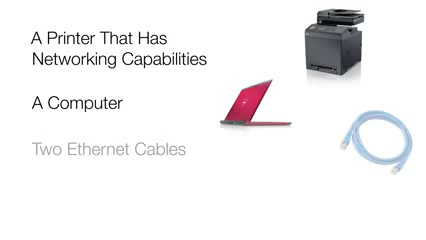 A Printer That Has
Networking Capabilities
A Computer
Two Ethernet Cables